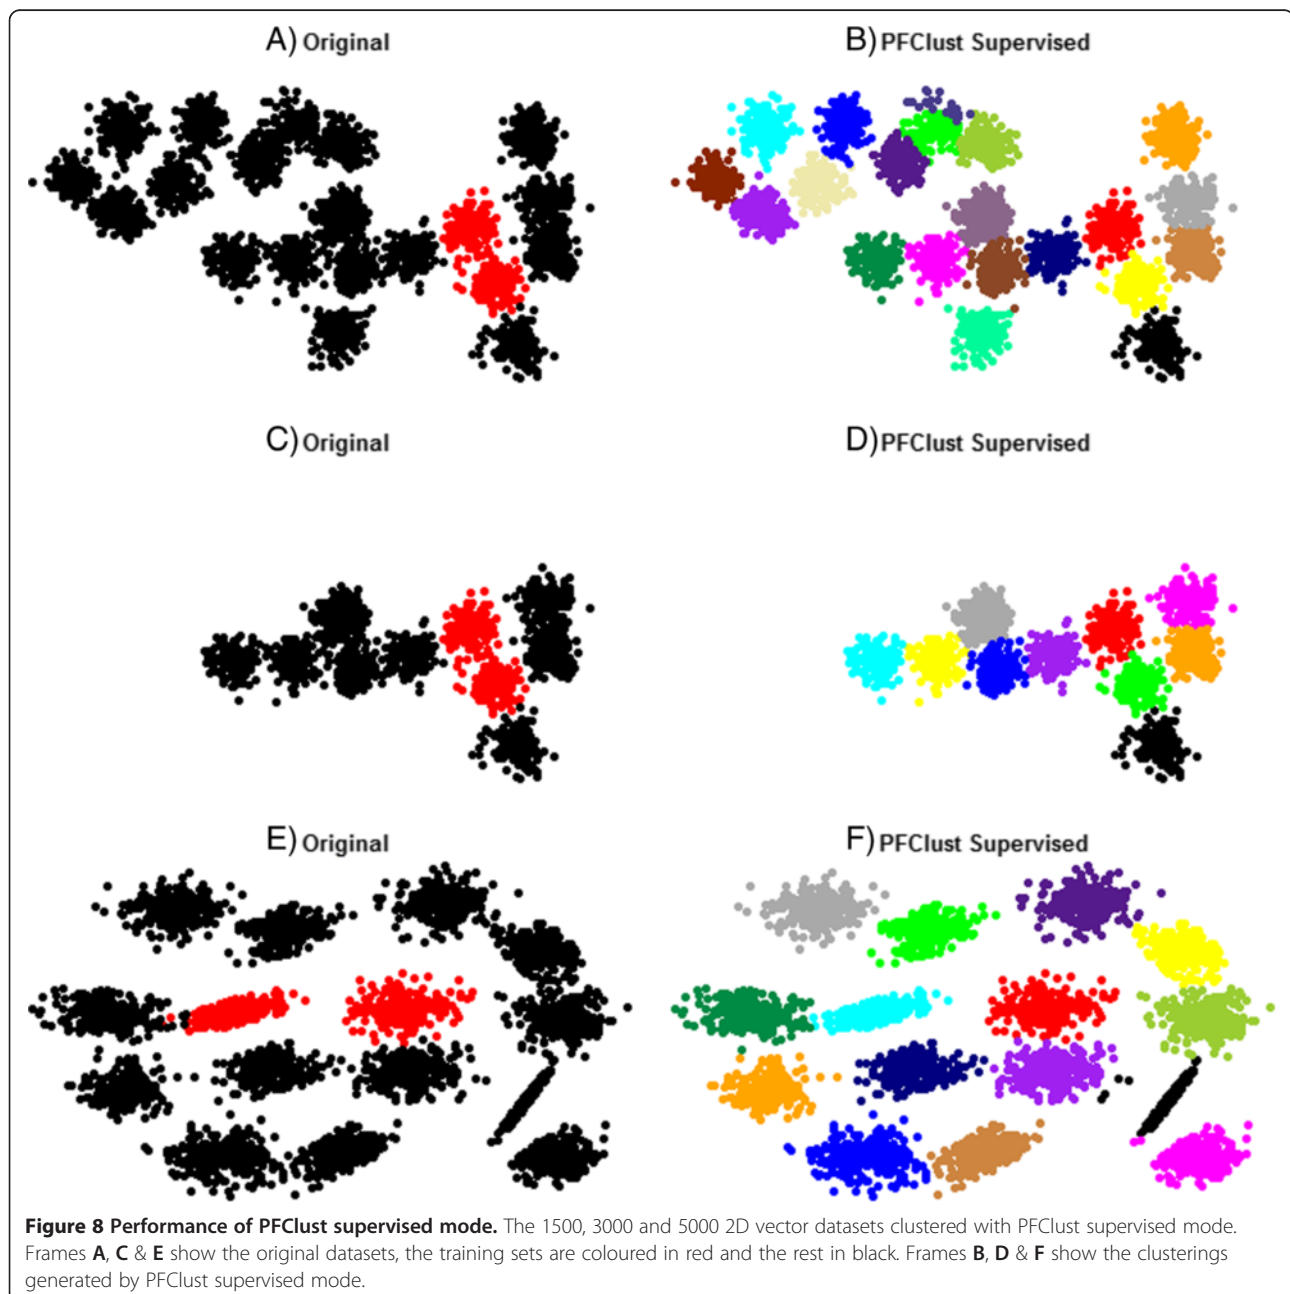 A) Original
B) PFClust Supervised
C) Original
D) PFClust Supervised
E) Original
F) PFClust Supervised
Figure 8 Performance of PFClust supervised mode. The 1500, 3000 and 5000 2D vector datasets clustered with PFClust supervised mode.
Frames A, C & E show the original datasets, the training sets are coloured in red and the rest in black. Frames B, D & F show the clusterings
generated by PFClust supervised mode.